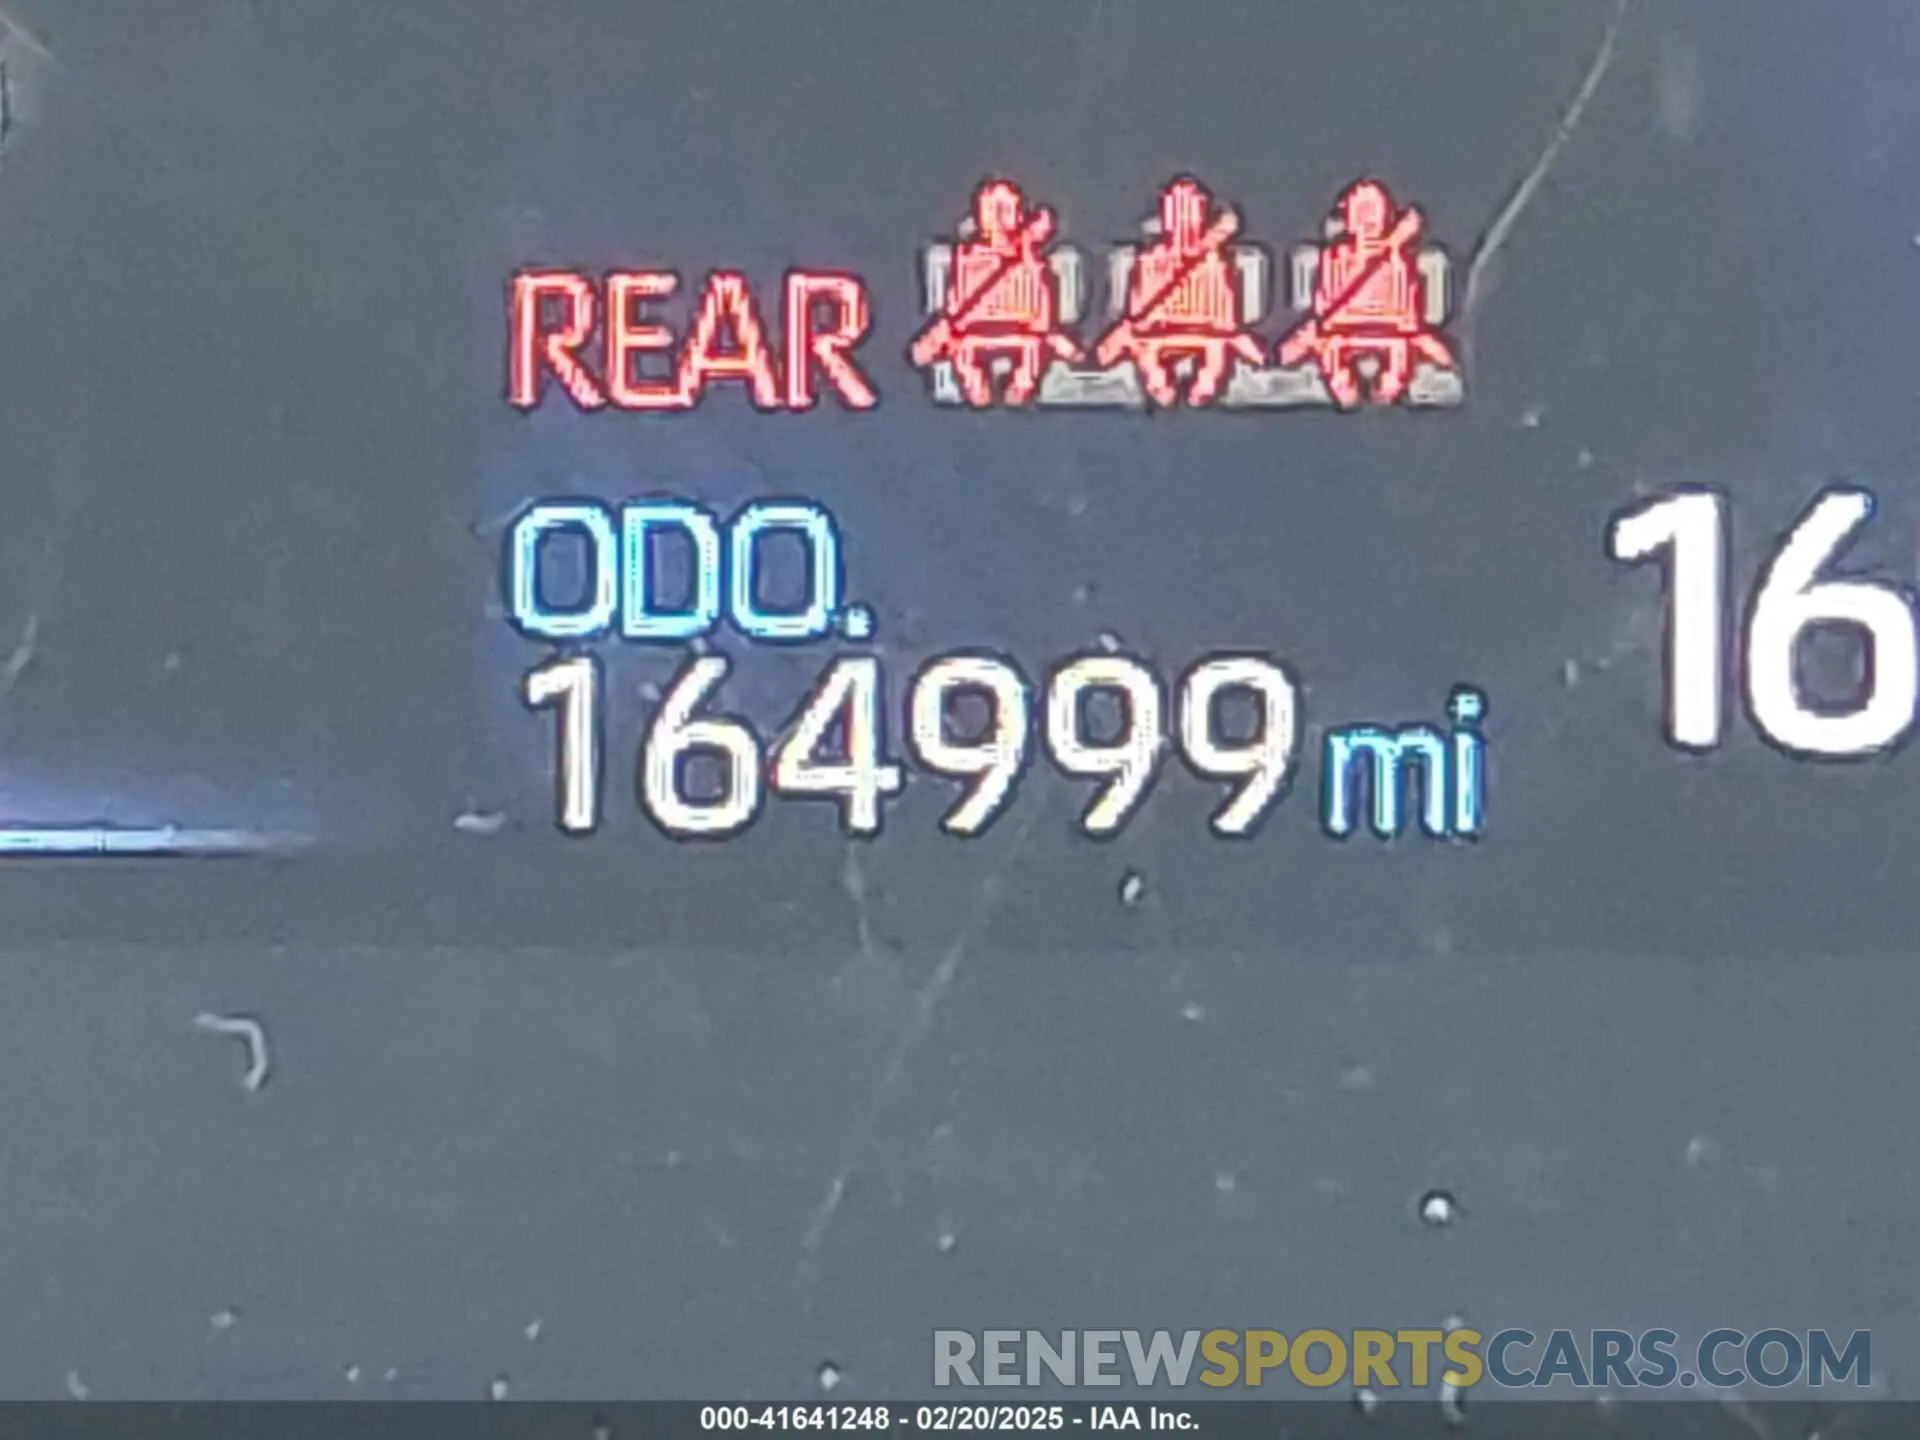 REAR
ODO.
164999 mi
16
RENEWSPORTSCARS.COM
000-41641248 - 02/20/2025 - IAA Inc.